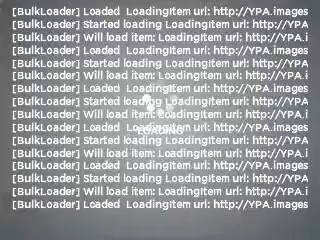 [BulkLoader] Loaded  LoadingItem url: http://YPA.images
[BulkLoader] Started loading LoadingItem url: http://YPA
[BulkLoader] Will load item: LoadingItem url: http://YPA.i
[BulkLoader] Loaded  LoadingItem url: http://YPA.images
[BulkLoader] Started loading LoadingItem url: http://YPA
[BulkLoader] Will load item: LoadingItem url: http://YPA.i
[BulkLoader] Loaded  LoadingItem url: http://YPA.images
[BulkLoader] Started loading LoadingItem url: http://YPA
[BulkLoader] Will load item: LoadingItem url: http://YPA.i
[BulkLoader] Loaded  LoadingItem url: http://YPA.images
LOADING
[BulkLoader] Started loading LoadingItem url: http://YPA
[BulkLoader] Will load item: LoadingItem url: http://YPA.i
[BulkLoader] Loaded  LoadingItem url: http://YPA.images
[BulkLoader] Started loading LoadingItem url: http://YPA
[BulkLoader] Will load item: LoadingItem url: http://YPA.i
[BulkLoader] Loaded  LoadingItem url: http://YPA.images